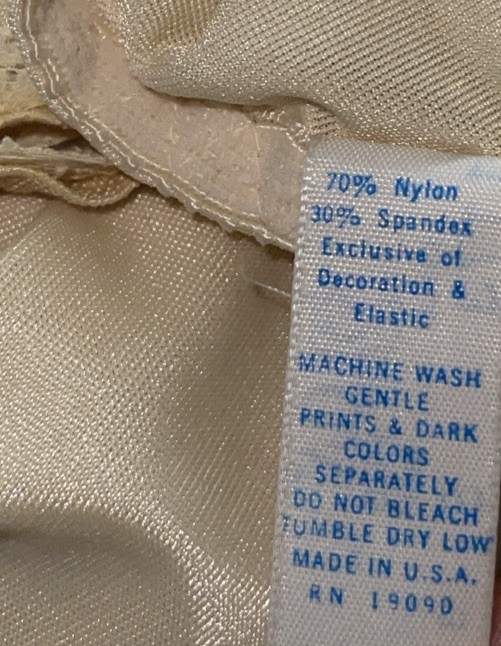 70% Nylon
30% Spandex
Exclusive of
Decoration &
Elastic
MACHINE WASH
GENTLE
PRINTS & DARK
COLORS
SEPARATELY
DO NOT BLEACH
TUMBLE DRY LOW
MADE IN U.S.A.
RN 19090